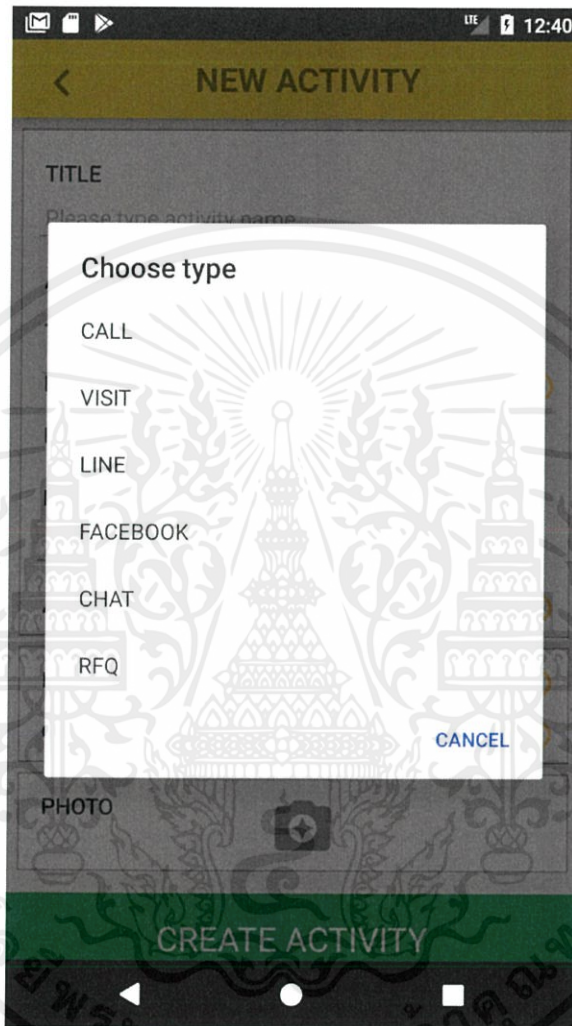 LTE 12:40
NEW ACTIVITY
TITLE
Please type activity name
Choose type
CALL
VISIT
LINE
FACEBOOK
CHAT
RFQ
CANCEL
PHOTO
CREATE ACTIVITY